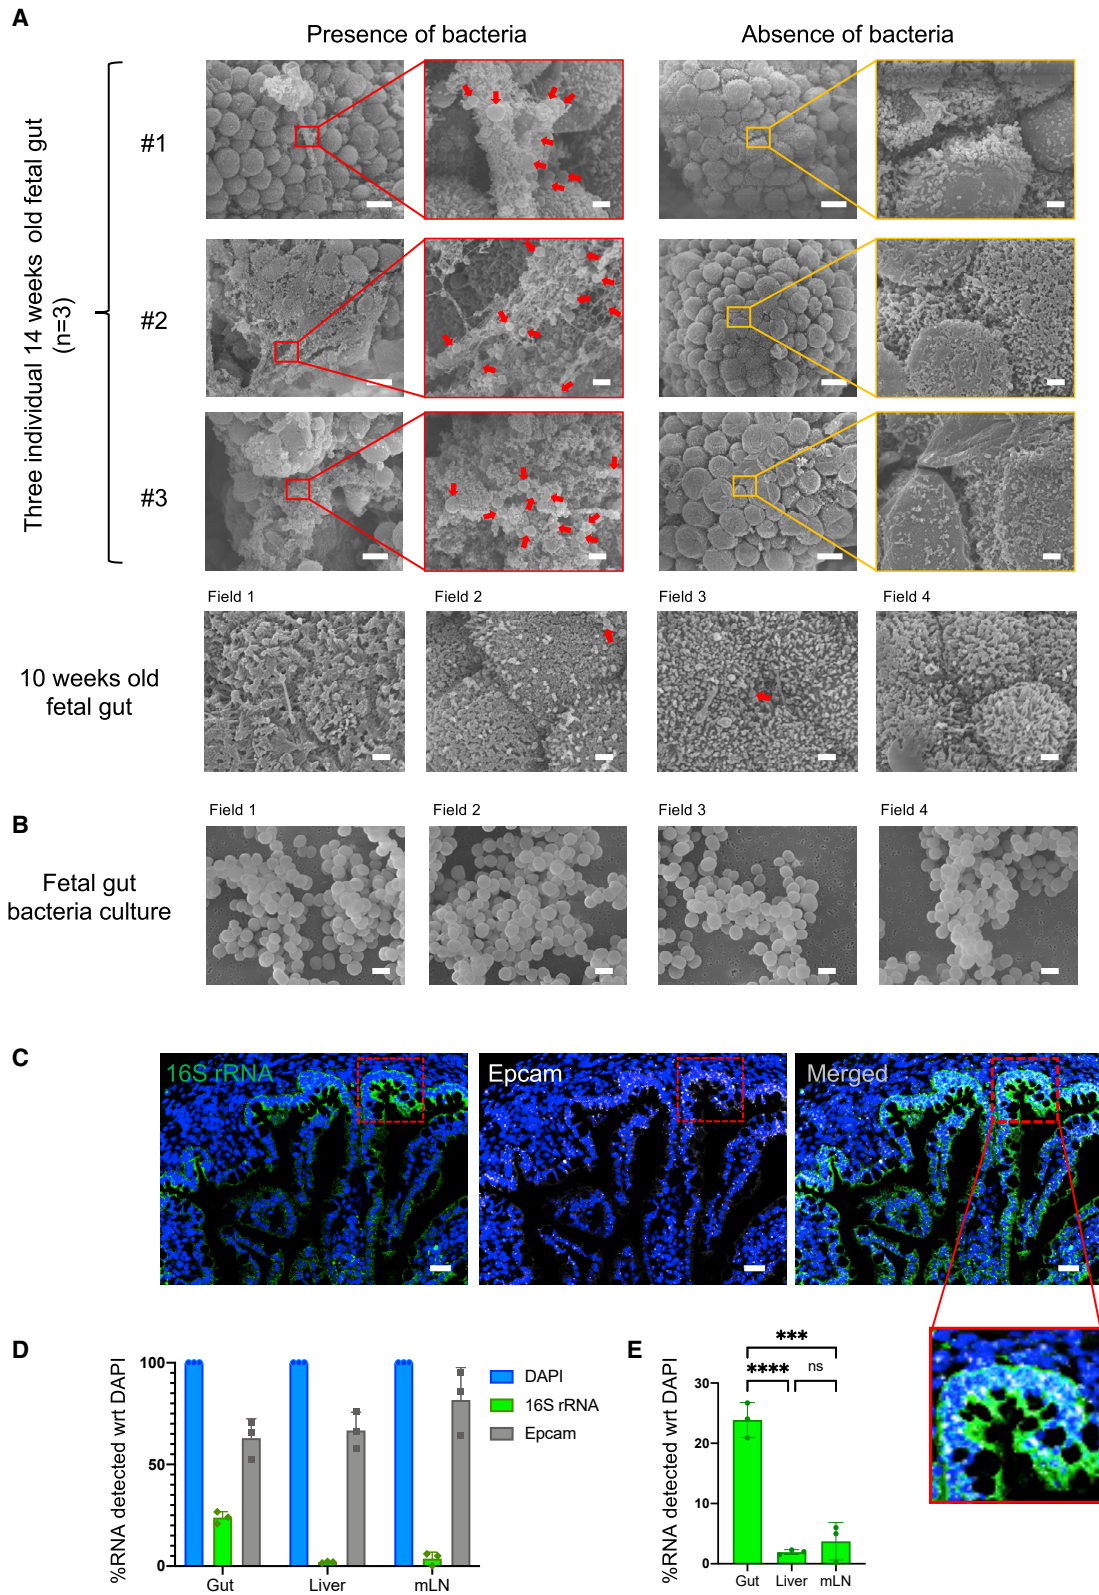 A
Presence of bacteria
Absence of bacteria
Three individual 14 weeks old fetal gut
(n=3)
#1
#2
#3
Field 1
Field 2
Field 3
Field 4
10 weeks old
fetal gut
B
Field 1
Field 2
Field 3
Field 4
Fetal gut
bacteria culture
C
16S rRNA
Epcam
Merged
D
%RNA detected wrt DAPI
100
50
0
Gut
Liver
mLN
DAPI
16S rRNA
Epcam
E
%RNA detected wrt DAPI
30
20
10
0
***
****
ns
Gut
Liver
mLN